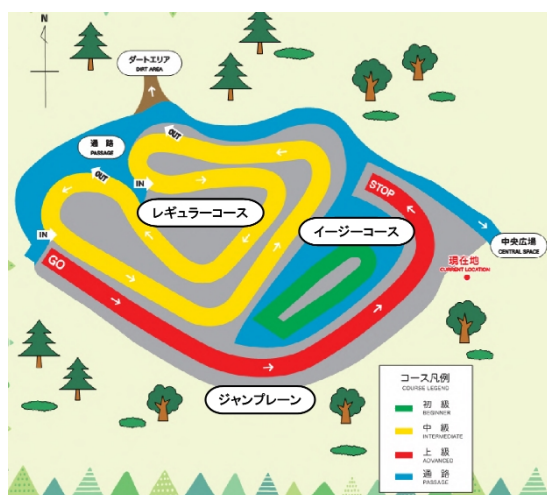 N
ダートエリア
DIRT AREA
通路
PASSAGE
OUT
OUT
IN
IN
レギュラーコース
イージーコース
STOP
GO
中央広場
CENTRAL SPACE
現在地
CURRENT LOCATION
ジャンプレーン
コース凡例
COURSE LEGEND
初級
BEGINNER
中級
INTERMEDIATE
上級
ADVANCED
通路
PASSAGE